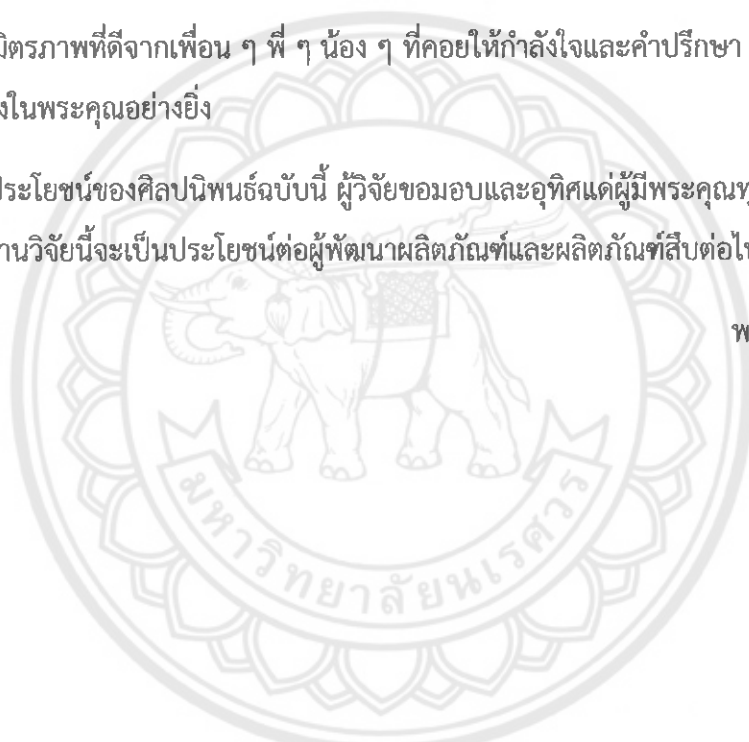 มิตรภาพที่ดีจากเพื่อน ๆ พี่ ๆ น้อง ๆ ที่คอยให้กำลังใจและคำปรึกษา
งในพระคุณอย่างยิ่ง
ประโยชน์ของศิลปนิพนธ์ฉบับนี้ ผู้วิจัยขอมอบและอุทิศแด่ผู้มีพระคุณทุ
านวิจัยนี้จะเป็นประโยชน์ต่อผู้พัฒนาผลิตภัณฑ์และผลิตภัณฑ์สืบต่อไป
พ
มหาวิทยาลัยนเรศวร